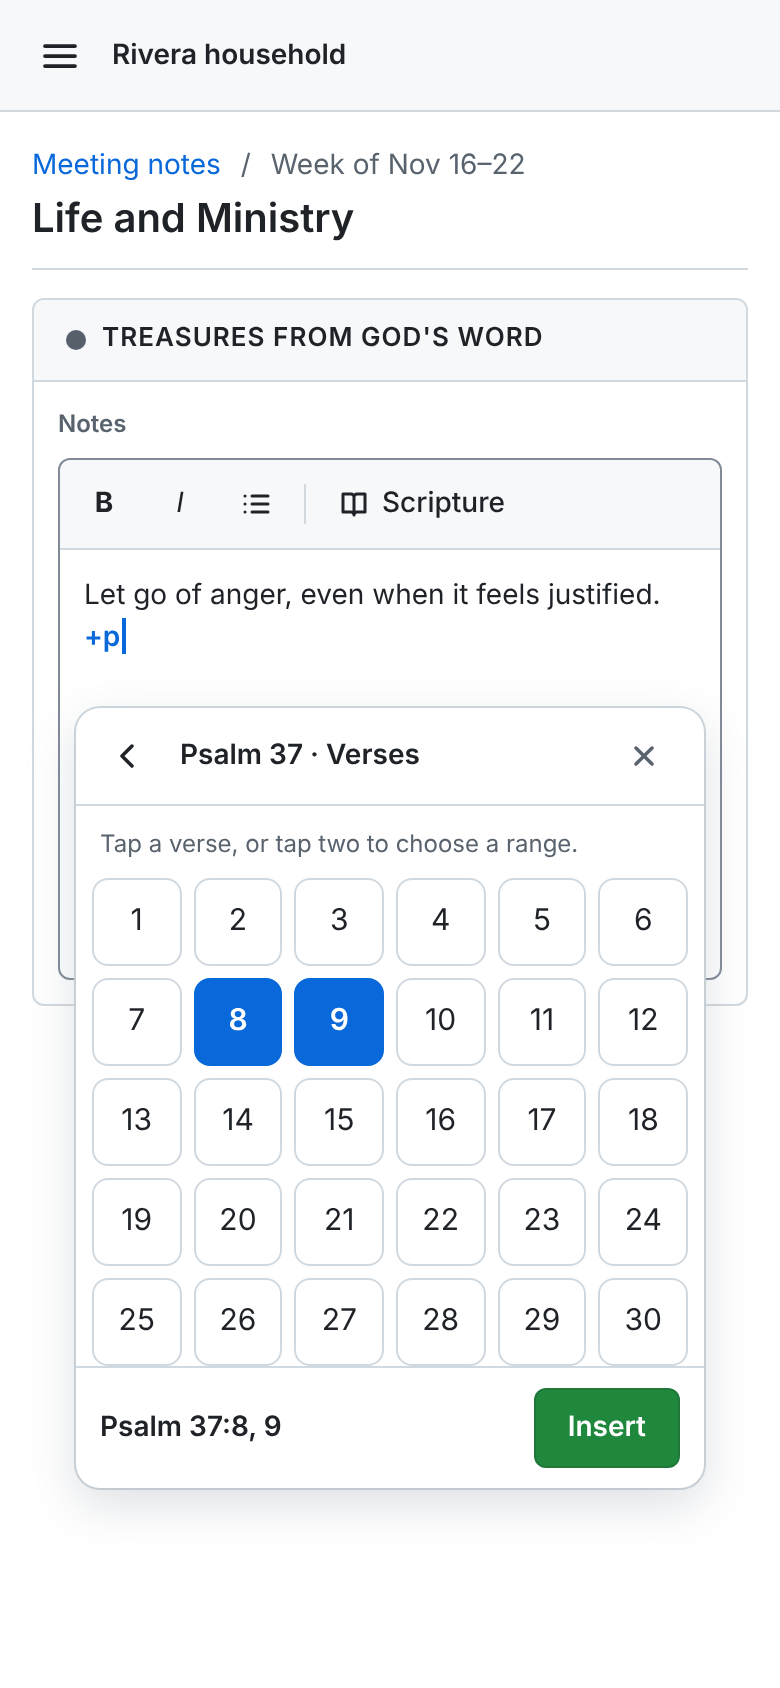 Rivera household
Meeting notes / Week of Nov 16–22
Life and Ministry
TREASURES FROM GOD'S WORD
Notes
B I Scripture
Let go of anger, even when it feels justified.
+p
Psalm 37 · Verses
Tap a verse, or tap two to choose a range.
1 2 3 4 5 6
7 8 9 10 11 12
13 14 15 16 17 18
19 20 21 22 23 24
25 26 27 28 29 30
Psalm 37:8, 9 Insert